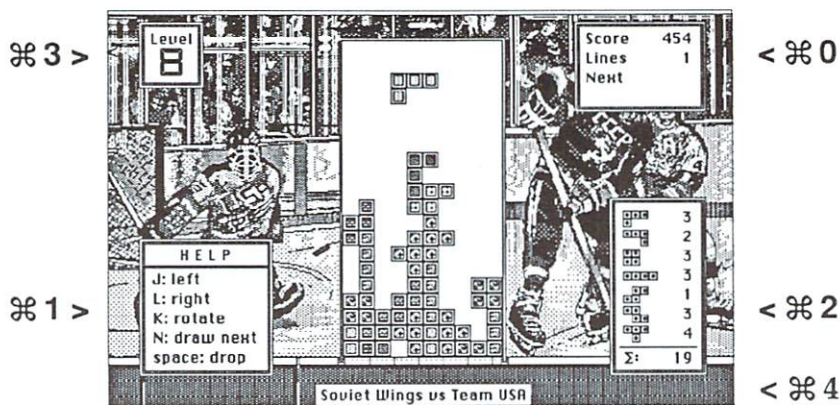 ⌘3 >
Level
8
Score 454
Lines 1
Next
< ⌘0
HELP
J: left
L: right
K: rotate
N: draw next
space: drop
⌘1 >
3
2
3
3
1
3
4
Σ: 19
< ⌘2
Soviet Wings vs Team USA
< ⌘4